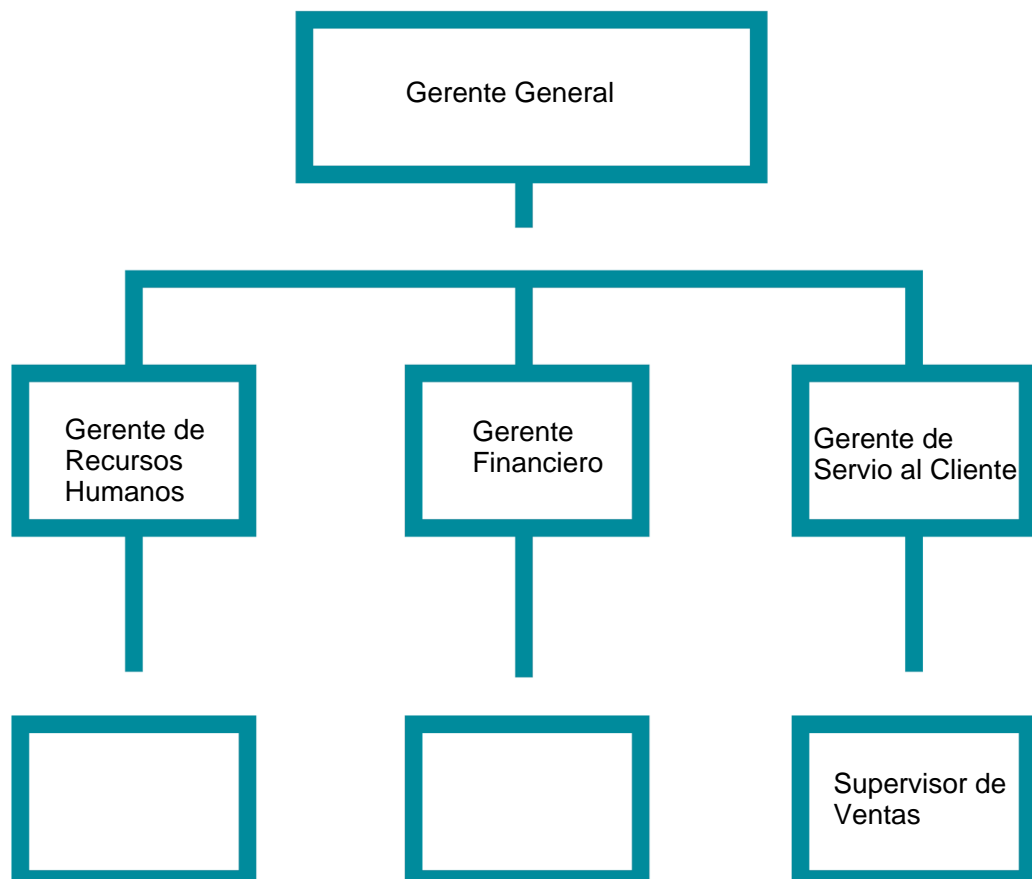 Gerente General
Gerente de
Recursos
Humanos
Gerente
Financiero
Gerente de
Servio al Cliente
Supervisor de
Ventas